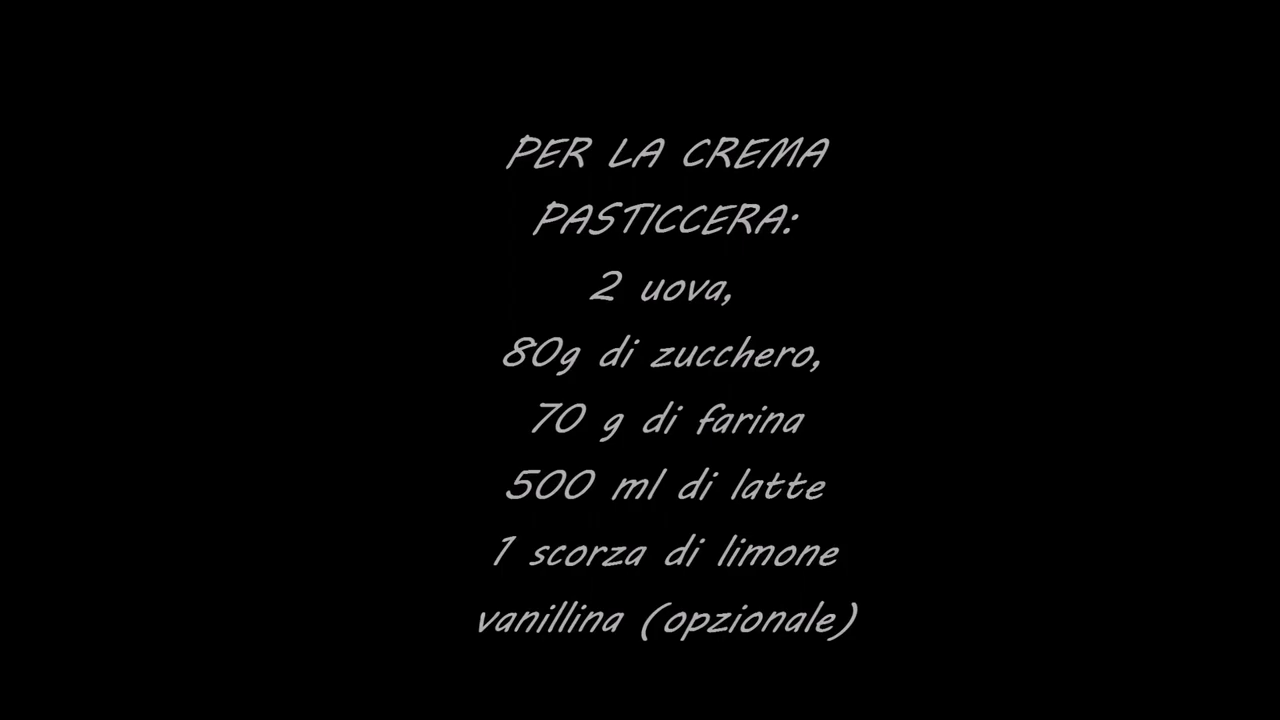 PER LA CREMA
PASTICCERA:
2 uova,
80g di zucchero,
70 g di farina
500 ml di latte
1 scorza di limone
vanillina (opzionale)